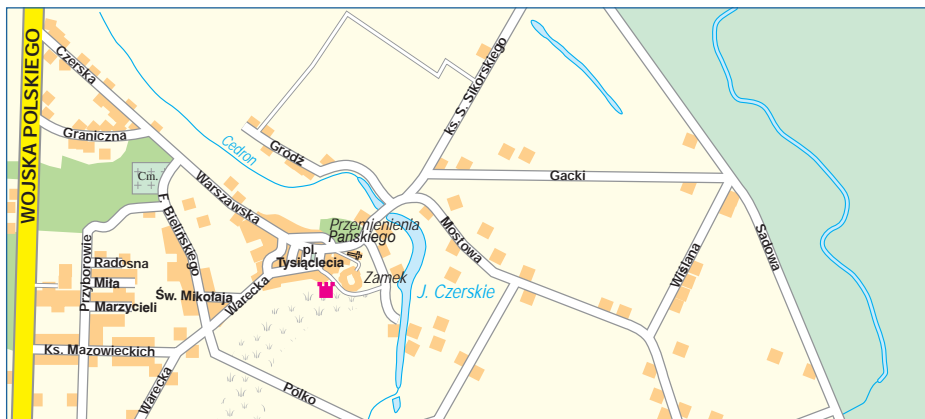 WOJSKA POLSKIEGO
Czerska
ks. S. Sikorskiego
Graniczna
Cedron
Gródź
Cm.
Gacki
Warszawska
F. Bielińskiego
Przemienienia
Pańskiego
Mostowa
Sadowa
Wiślana
pl.
Tysiąclecia
Przyborowie
Radosna
Zamek
Miła
Św. Mikołaja
Warecka
J. Czerskie
Marzycieli
Ks. Mazowieckich
Warecka
Pólko